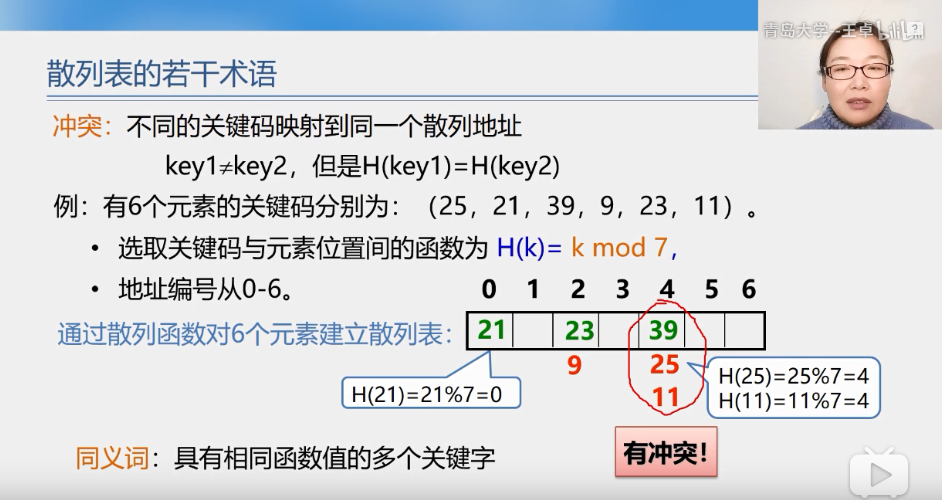 青岛大学--王卓
散列表的若干术语
冲突：不同的关键码映射到同一个散列地址
key1≠key2，但是H(key1)=H(key2)
例：有6个元素的关键码分别为：（25，21，39，9，23，11）。
• 选取关键码与元素位置间的函数为 H(k)= k mod 7，
• 地址编号从0-6。
0 1 2 3 4 5 6
通过散列函数对6个元素建立散列表： 21 23 39
9 25
11
H(21)=21%7=0
H(25)=25%7=4
H(11)=11%7=4
同义词：具有相同函数值的多个关键字
有冲突！